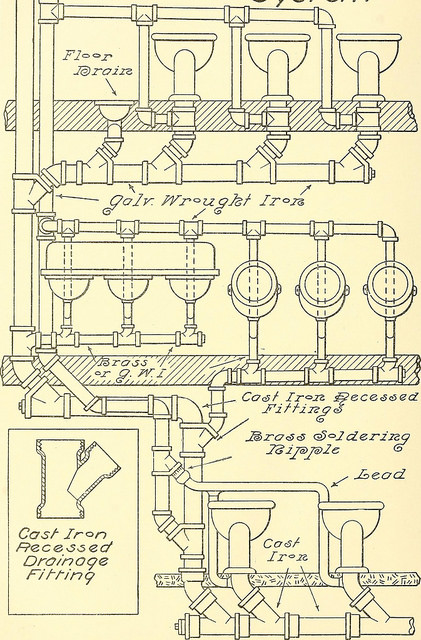 System
Floor
Drain
Galv. Wrought Iron
Brass
or G.W.I
Cast Iron Recessed
Fittings
Brass Soldering
Nipple
Lead
Cast Iron
Recessed
Drainage
Fitting
Cast
Iron